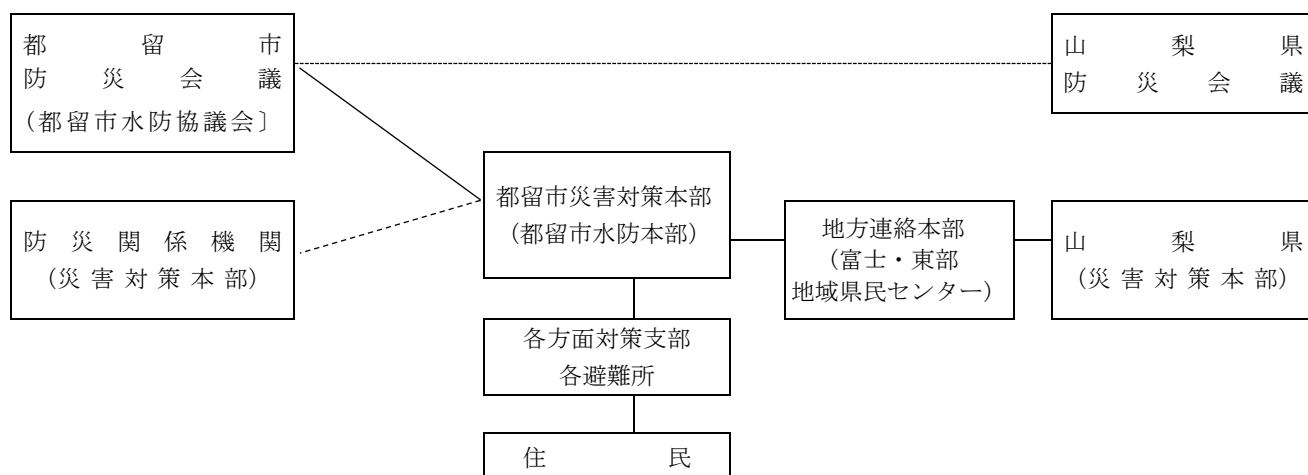 都留市
防災会議
（都留市水防協議会〕
山梨県
防災会議
都留市災害対策本部
（都留市水防本部）
防災関係機関
（災害対策本部）
地方連絡本部
（富士・東部
地域県民センター）
山梨県
（災害対策本部）
各方面対策支部
各避難所
住民